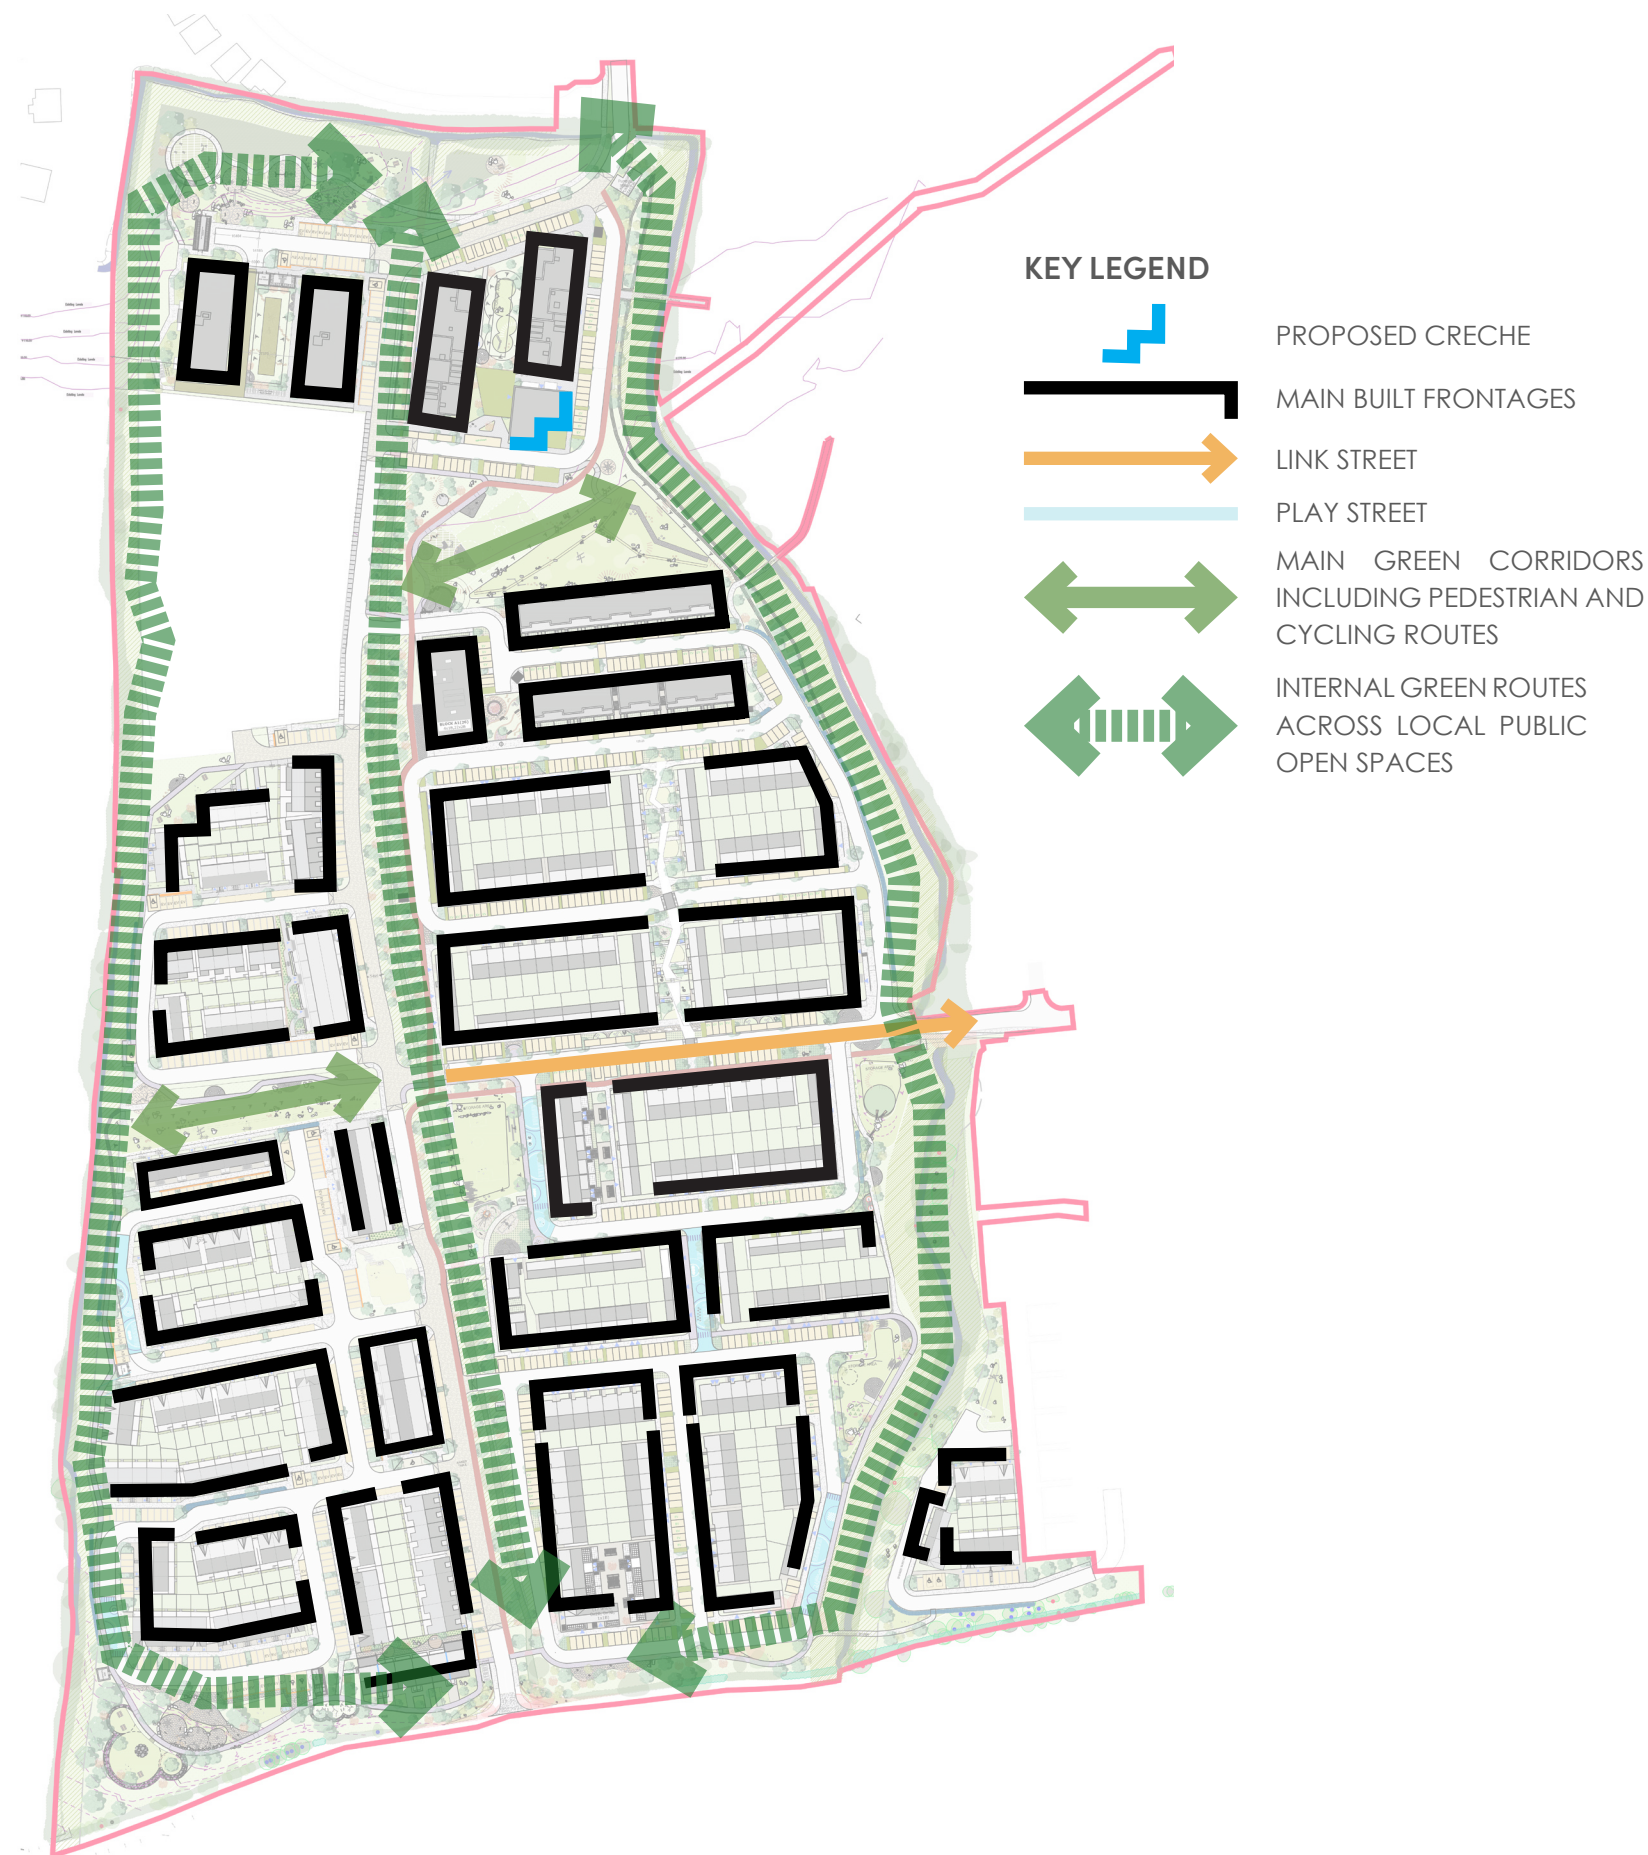 KEY LEGEND
PROPOSED CRECHE
MAIN BUILT FRONTAGES
LINK STREET
PLAY STREET
MAIN GREEN CORRIDORS
INCLUDING PEDESTRIAN AND
CYCLING ROUTES
INTERNAL GREEN ROUTES
ACROSS LOCAL PUBLIC
OPEN SPACES